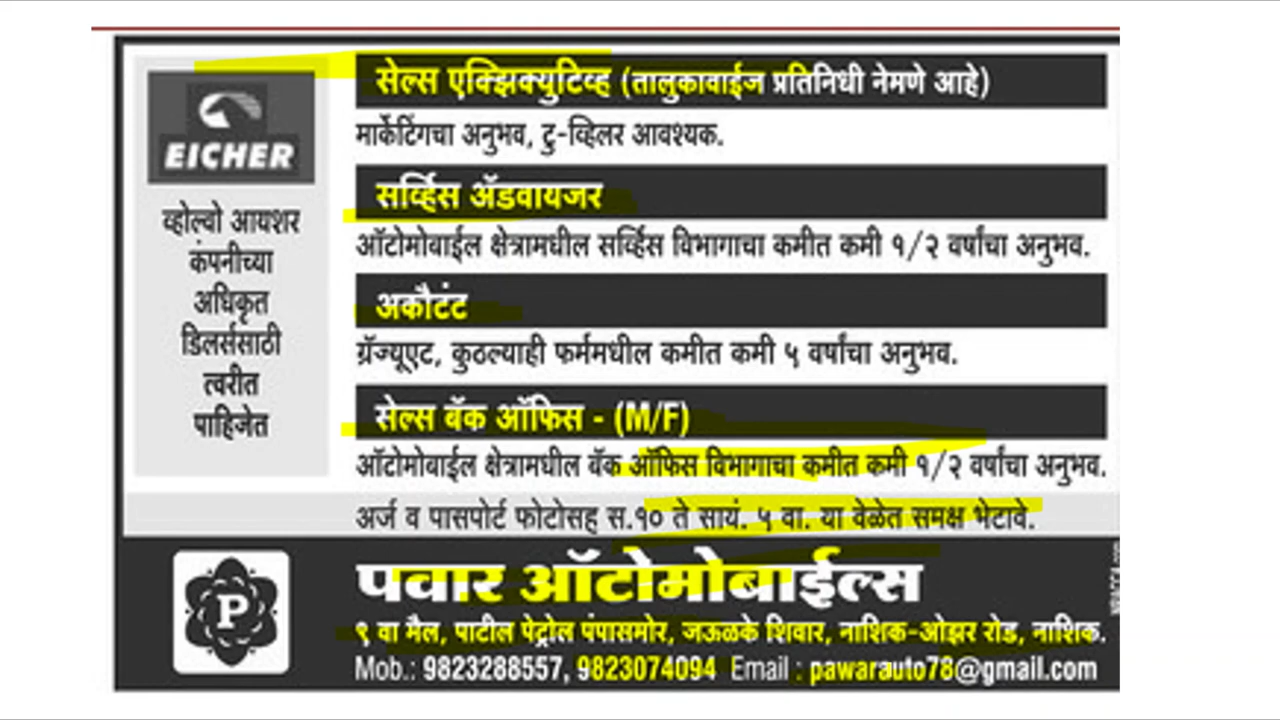 EICHER
व्होल्वो आयशर
कंपनीच्या
अधिकृत
डिलर्ससाठी
त्वरीत
पाहिजेत
सेल्स एक्झिक्युटिव्ह (तालुकावाईज प्रतिनिधी नेमणे आहे)
मार्केटिंगचा अनुभव, टु-व्हिलर आवश्यक.
सर्व्हिस ॲडवायजर
ऑटोमोबाईल क्षेत्रामधील सर्व्हिस विभागाचा कमीत कमी १/२ वर्षांचा अनुभव.
अकौटंट
ग्रॅज्यूएट, कुठल्याही फर्ममधील कमीत कमी ५ वर्षांचा अनुभव.
सेल्स बॅक ऑफिस - (M/F)
ऑटोमोबाईल क्षेत्रामधील बॅक ऑफिस विभागाचा कमीत कमी १/२ वर्षांचा अनुभव.
अर्ज व पासपोर्ट फोटोसह स.१० ते सायं. ५ वा. या वेळेत समक्ष भेटावे.
P
पवार ऑटोमोबाईल्स
९ वा मैल, पाटील पेट्रोल पंपासमोर, जऊळके शिवार, नाशिक-ओझर रोड, नाशिक.
Mob.: 9823288557, 9823074094 Email : pawarauto78@gmail.com